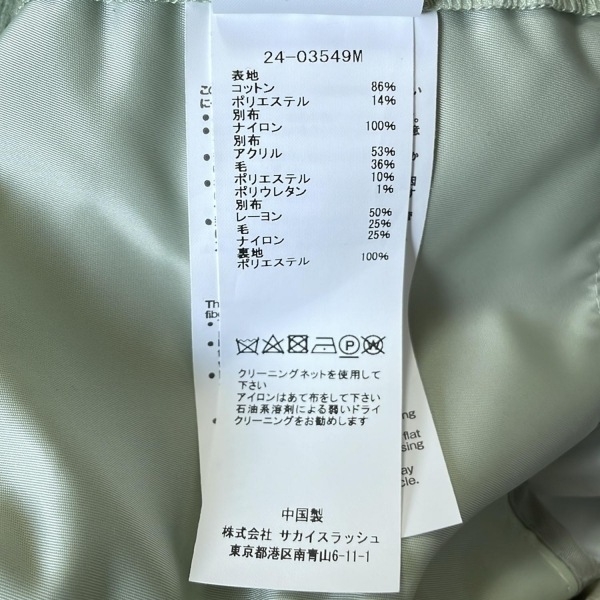 24-03549M
表地
コットン 86%
ポリエステル 14%
別布
ナイロン 100%
別布
アクリル 53%
毛 36%
ポリエステル 10%
ポリウレタン 1%
別布
レーヨン 50%
毛 25%
ナイロン 25%
裏地
ポリエステル 100%
クリーニングネットを使用して
下さい
アイロンはあて布をして下さい
石油系溶剤による弱いドライ
クリーニングをお勧めします
中国製
株式会社 サカイスラッシュ
東京都港区南青山6-11-1
flat